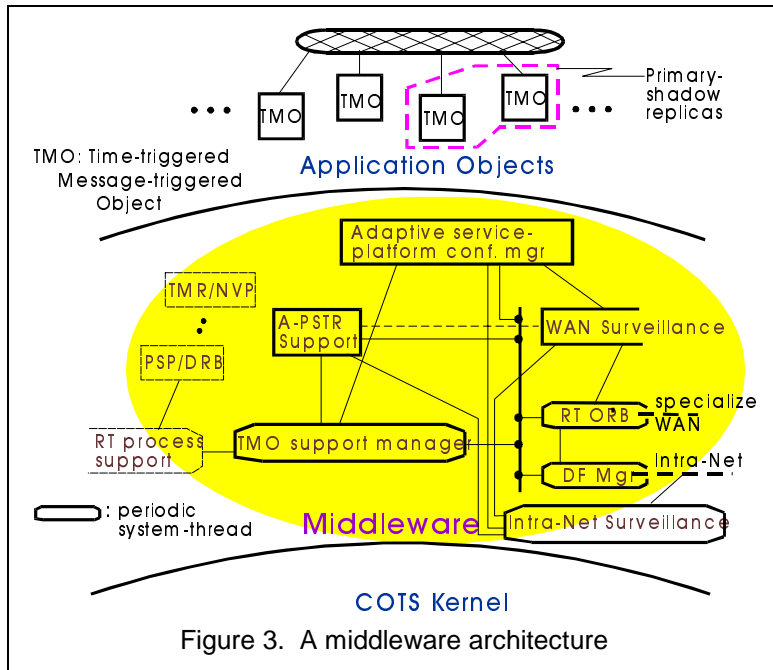 Primary-
shadow
replicas
TMO
TMO
TMO
TMO
TMO: Time-triggered
Message-triggered
Object
Application Objects
Adaptive service-
platform conf. mgr
TMR/NVP
A-PSTR
Support
WAN Surveillance
PSP/DRB
RT ORB
specialize
WAN
RT process
support
TMO support manager
DF Mgr
Intra-Net
: periodic
system-thread
Middleware
Intra-Net Surveillance
COTS Kernel
Figure 3. A middleware architecture